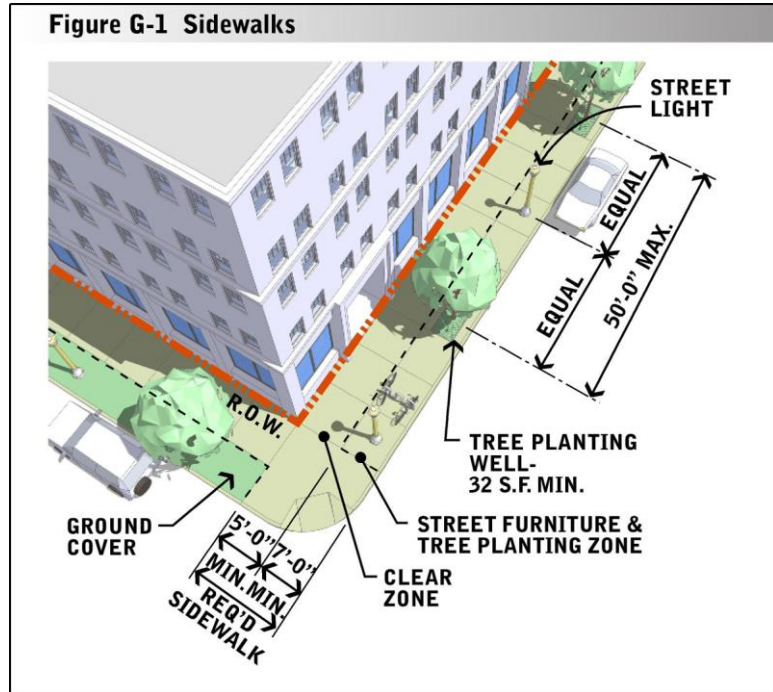 Figure G-1 Sidewalks
STREET
LIGHT
EQUAL
EQUAL
50'-0" MAX.
R.O.W.
TREE PLANTING
WELL-
32 S.F. MIN.
GROUND
COVER
STREET FURNITURE &
TREE PLANTING ZONE
CLEAR
ZONE
5'-0" 7'-0"
MIN. MIN.
REQ'D
SIDEWALK